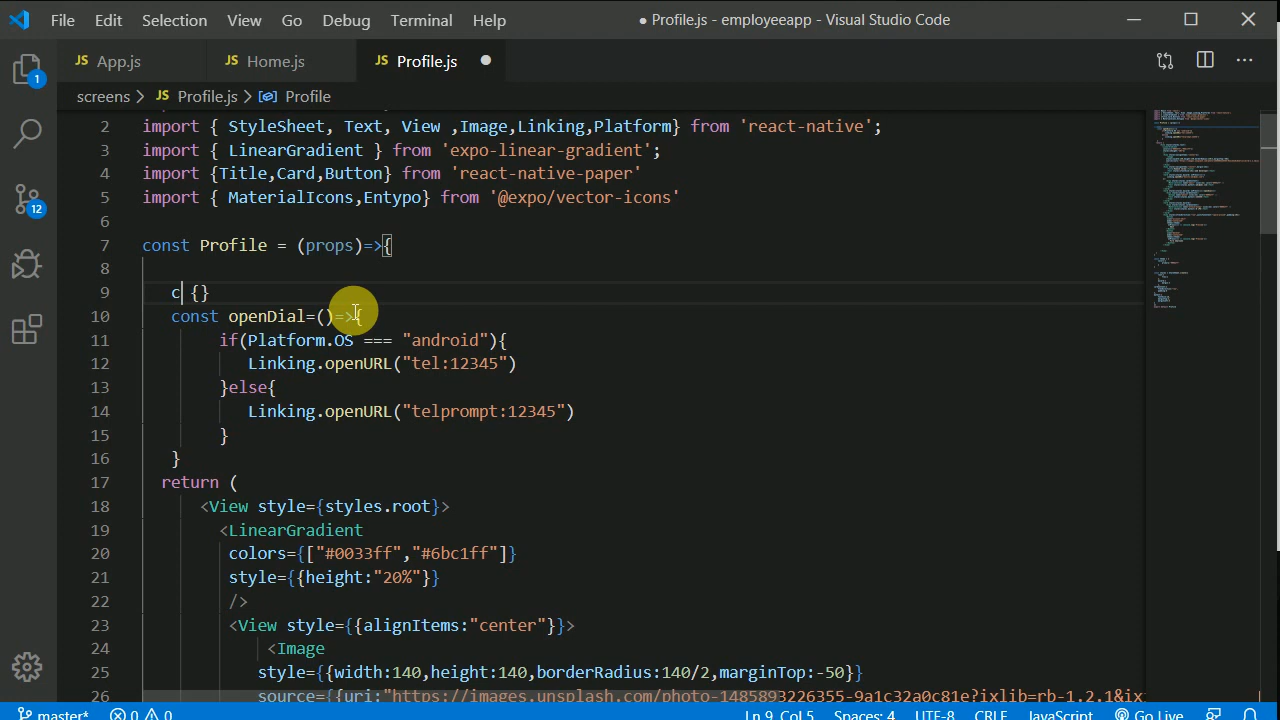 File Edit Selection View Go Debug Terminal Help ● Profile.js - employeeapp - Visual Studio Code
JS App.js JS Home.js JS Profile.js
screens > JS Profile.js > Profile
2 import { StyleSheet, Text, View ,Image,Linking,Platform} from 'react-native';
3 import { LinearGradient } from 'expo-linear-gradient';
4 import {Title,Card,Button} from 'react-native-paper'
5 import { MaterialIcons,Entypo} from '@expo/vector-icons'
6
7 const Profile = (props)=>{
8
9 c {}
10 const openDial=()=>{
11 if(Platform.OS === "android"){
12 Linking.openURL("tel:12345")
13 }else{
14 Linking.openURL("telprompt:12345")
15 }
16 }
17 return (
18 <View style={styles.root}>
19 <LinearGradient
20 colors={["#0033ff","#6bc1ff"]}
21 style={{height:"20%"}}
22 />
23 <View style={{alignItems:"center"}}>
24 <Image
25 style={{width:140,height:140,borderRadius:140/2,marginTop:-50}}
26 source={{uri:"https://images.unsplash.com/photo-1485893226355-9a1c32a0c81e?ixlib=rb-1.2.1&ix
1
12
master* 0 0 Ln 9, Col 5 Spaces: 4 UTF-8 CRLF JavaScript Go Live